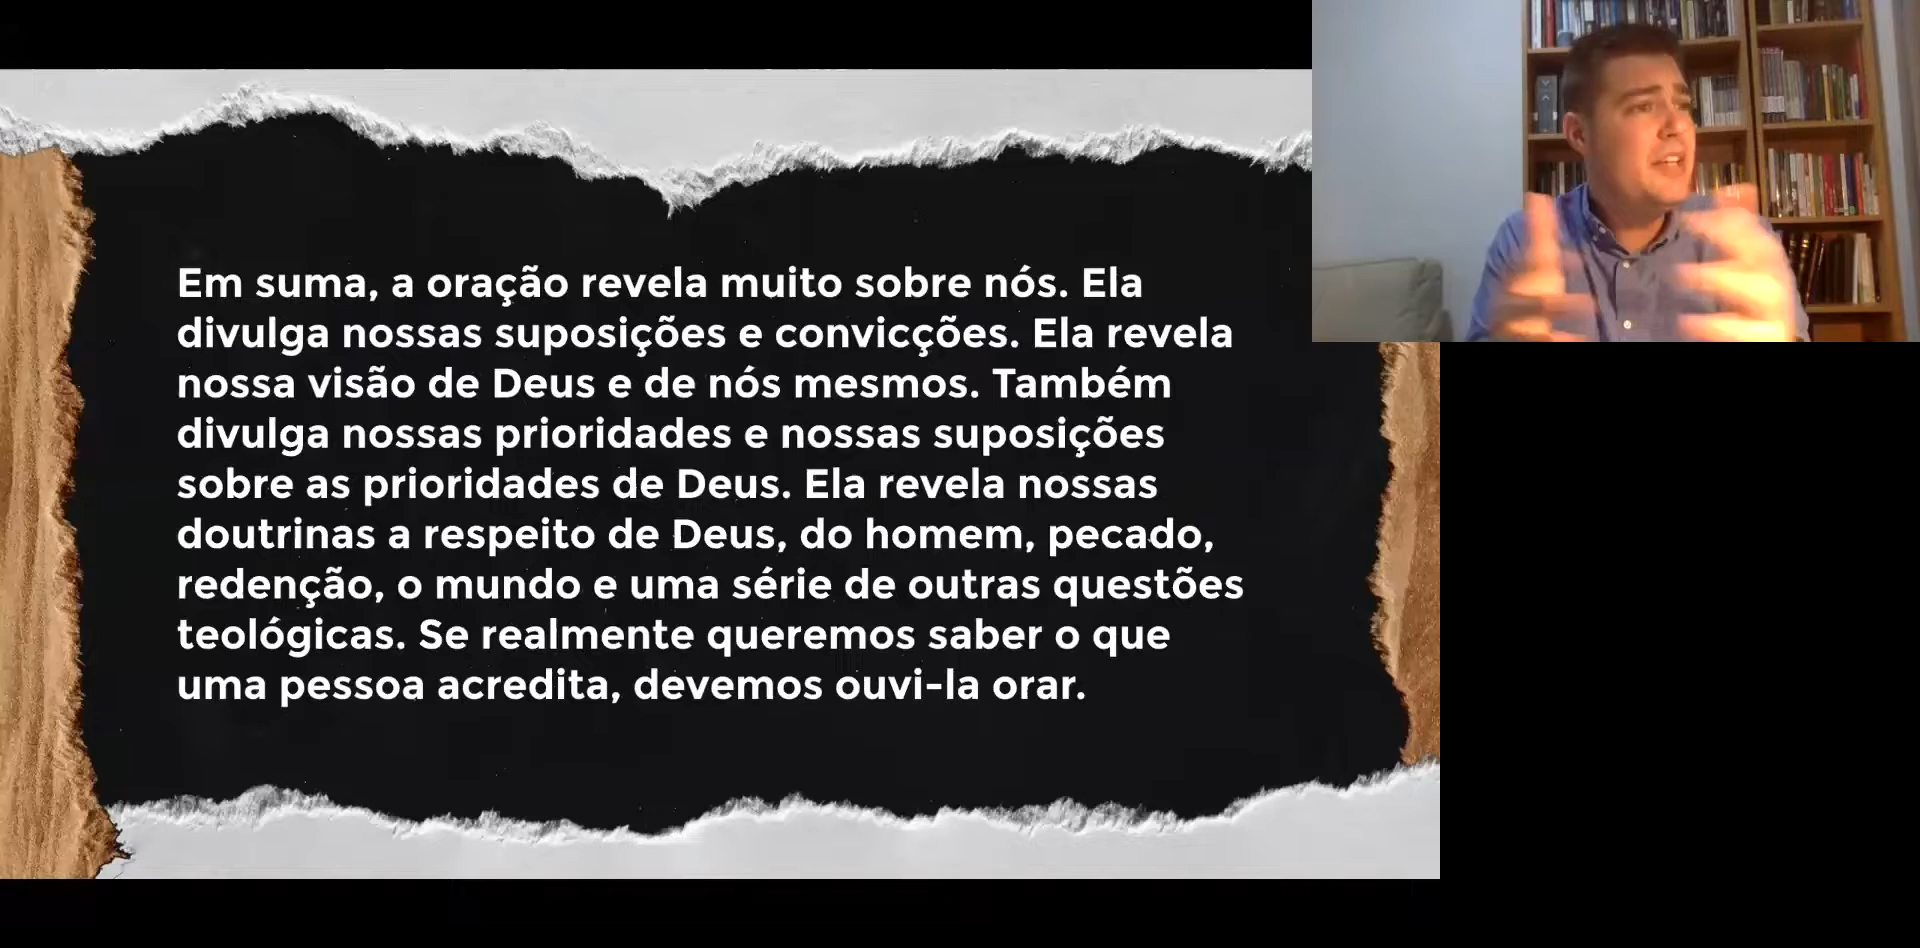 Em suma, a oração revela muito sobre nós. Ela
divulga nossas suposições e convicções. Ela revela
nossa visão de Deus e de nós mesmos. Também
divulga nossas prioridades e nossas suposições
sobre as prioridades de Deus. Ela revela nossas
doutrinas a respeito de Deus, do homem, pecado,
redenção, o mundo e uma série de outras questões
teológicas. Se realmente queremos saber o que
uma pessoa acredita, devemos ouvi-la orar.